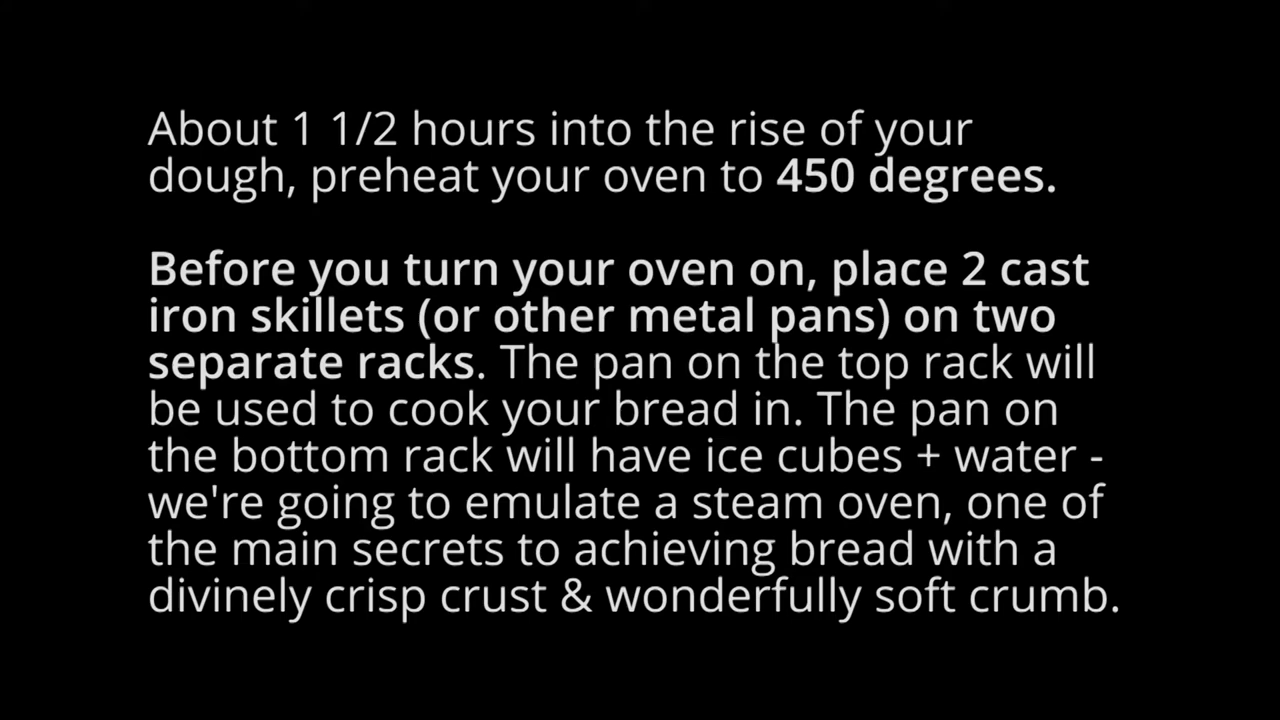 About 1 1/2 hours into the rise of your
dough, preheat your oven to 450 degrees.
Before you turn your oven on, place 2 cast
iron skillets (or other metal pans) on two
separate racks. The pan on the top rack will
be used to cook your bread in. The pan on
the bottom rack will have ice cubes + water -
we're going to emulate a steam oven, one of
the main secrets to achieving bread with a
divinely crisp crust & wonderfully soft crumb.